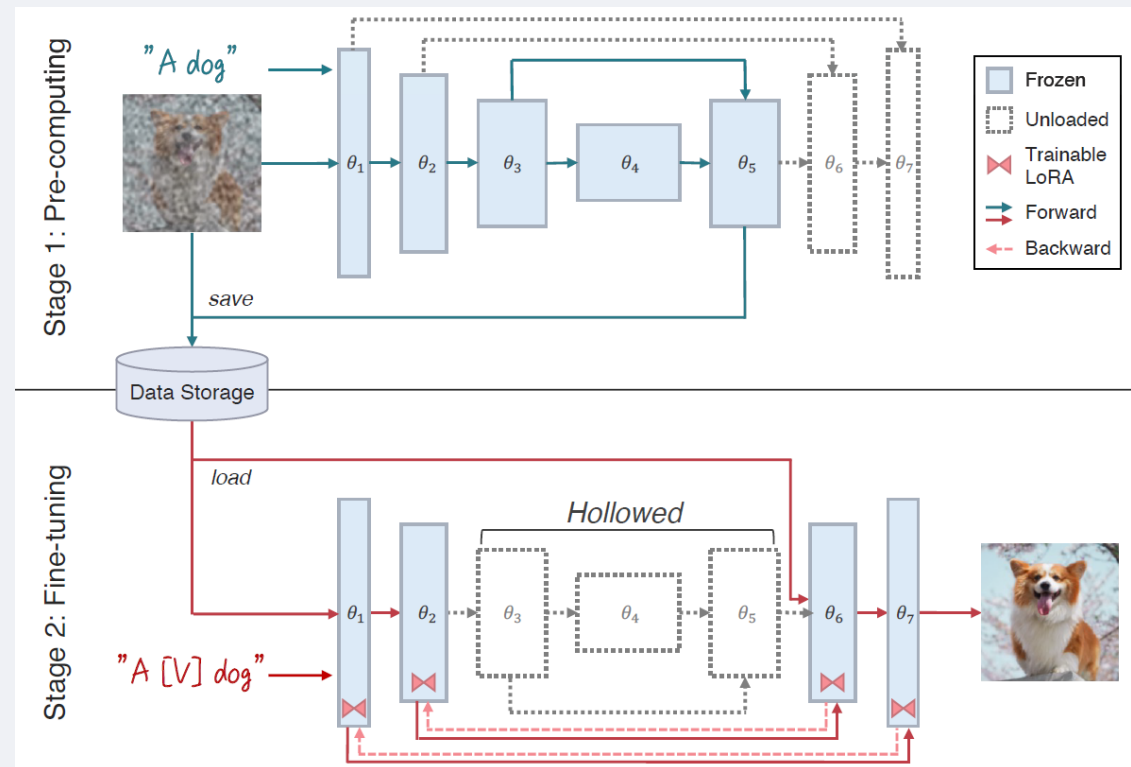 Stage 1: Pre-computing
"A dog"
θ₁
θ₂
θ₃
θ₄
θ₅
θ₆
θ₇
save
Frozen
Unloaded
Trainable
LoRA
Forward
Backward
Data Storage
Stage 2: Fine-tuning
load
Hollowed
θ₁
θ₂
θ₃
θ₄
θ₅
θ₆
θ₇
"A [V] dog"